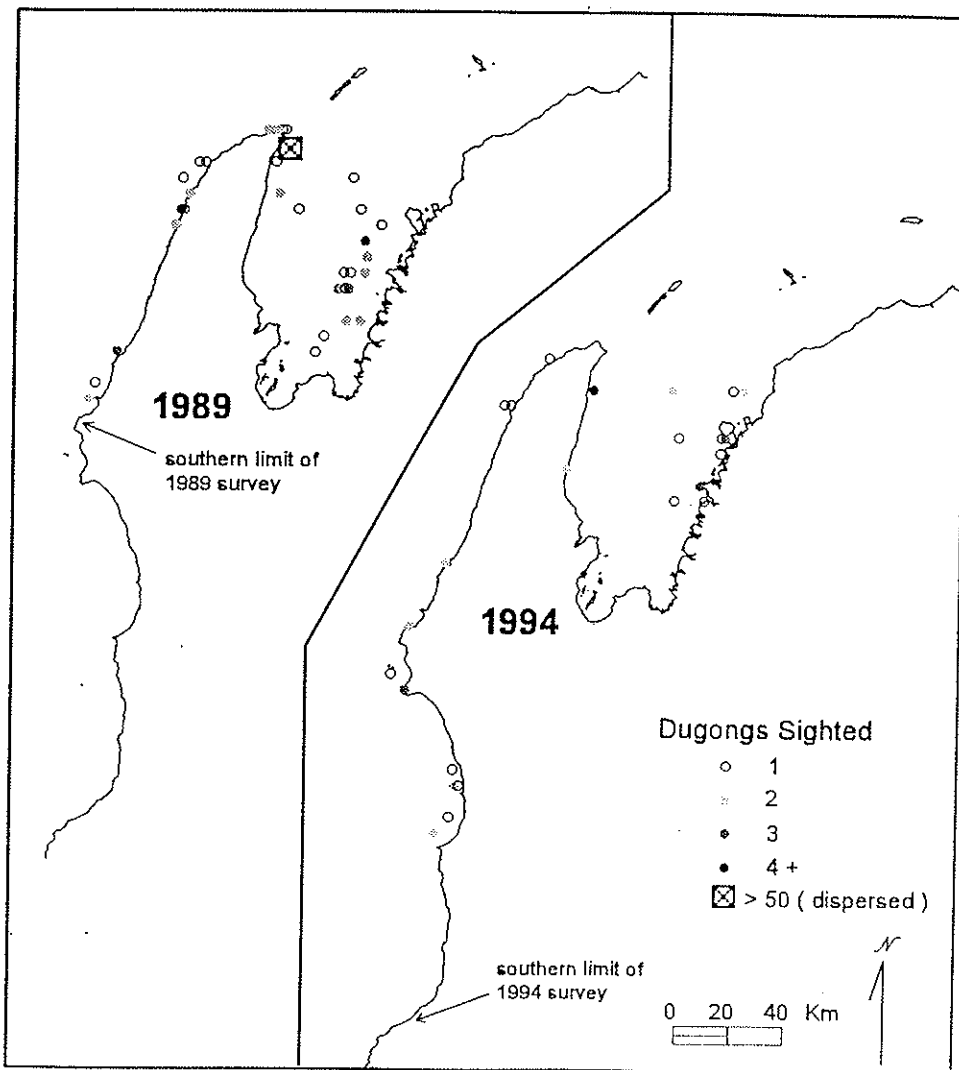 1989
southern limit of
1989 survey
1994
Dugongs Sighted
1
2
3
4 +
> 50 ( dispersed )
southern limit of
1994 survey
N
0 20 40 Km